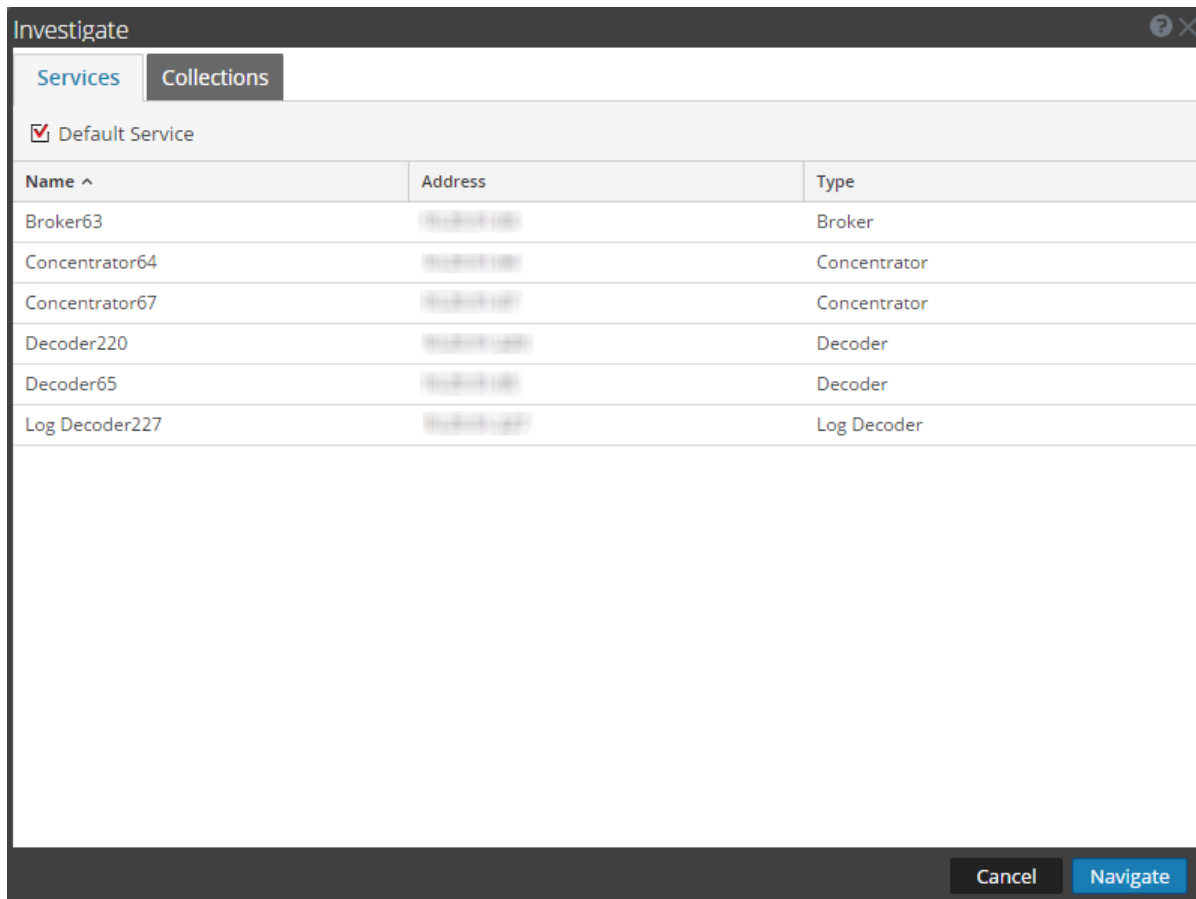 Investigate
Services Collections
Default Service
Name Address Type
Broker63 Broker
Concentrator64 Concentrator
Concentrator67 Concentrator
Decoder220 Decoder
Decoder65 Decoder
Log Decoder227 Log Decoder
Cancel Navigate